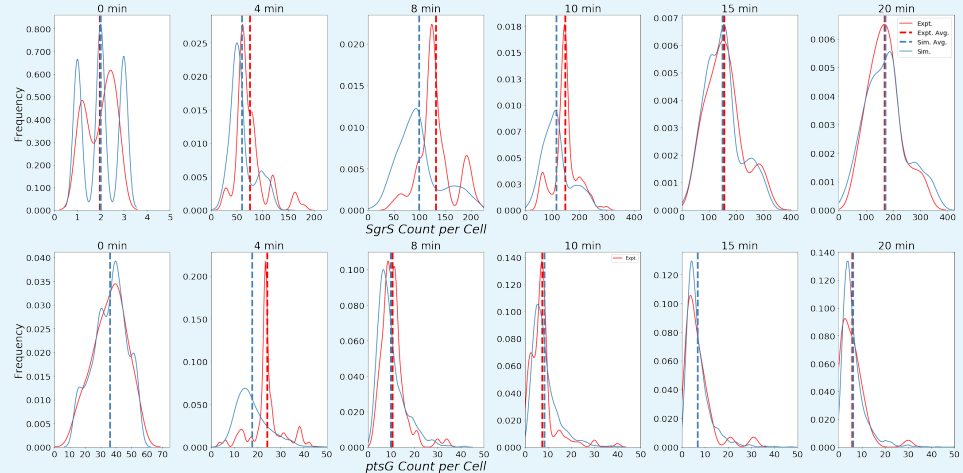 0 min
4 min
8 min
10 min
15 min
20 min
Frequency
0.800
0.700
0.600
0.500
0.400
0.300
0.200
0.100
0.000
0 1 2 3 4 5
0.025
0.020
0.015
0.010
0.005
0.000
0 50 100 150 200
0.020
0.015
0.010
0.005
0.000
0 50 100 150 200
0.018
0.015
0.013
0.010
0.007
0.005
0.003
0.000
0 100 200 300 400
0.007
0.006
0.005
0.004
0.003
0.002
0.001
0.000
0 100 200 300 400
0.006
0.005
0.004
0.003
0.002
0.001
0.000
0 100 200 300 400
Expt.
Expt. Avg.
Sim. Avg.
Sim.
SgrS Count per Cell
0 min
4 min
8 min
10 min
15 min
20 min
Frequency
0.040
0.035
0.030
0.025
0.020
0.015
0.010
0.005
0.000
0 10 20 30 40 50 60 70
0.200
0.150
0.100
0.050
0.000
0 10 20 30 40 50
0.100
0.080
0.060
0.040
0.020
0.000
0 10 20 30 40 50
0.140
0.120
0.100
0.080
0.060
0.040
0.020
0.000
0 10 20 30 40 50
Expt
0.120
0.100
0.080
0.060
0.040
0.020
0.000
0 10 20 30 40 50
0.140
0.120
0.100
0.080
0.060
0.040
0.020
0.000
0 10 20 30 40 50
ptsG Count per Cell